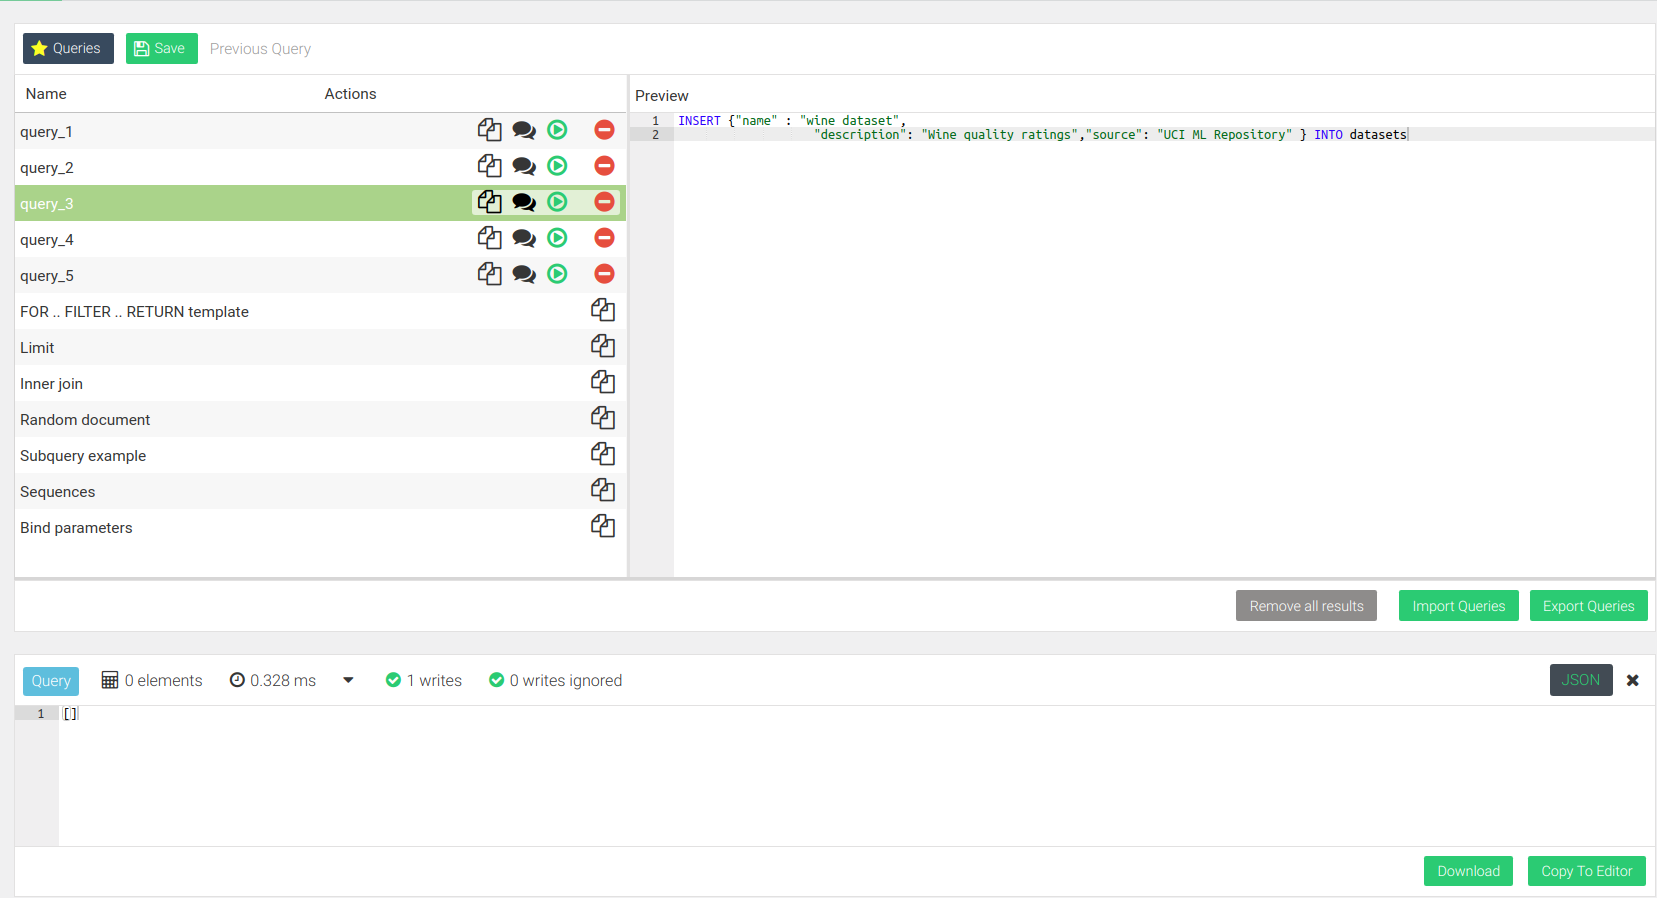 Queries Save Previous Query
Name Actions
query_1
query_2
query_3
query_4
query_5
FOR .. FILTER .. RETURN template
Limit
Inner join
Random document
Subquery example
Sequences
Bind parameters
Preview
1 INSERT {"name" : "wine dataset",
2 "description": "Wine quality ratings","source": "UCI ML Repository" } INTO datasets
Remove all results Import Queries Export Queries
Query 0 elements 0.328 ms 1 writes 0 writes ignored JSON
1 []
Download Copy To Editor